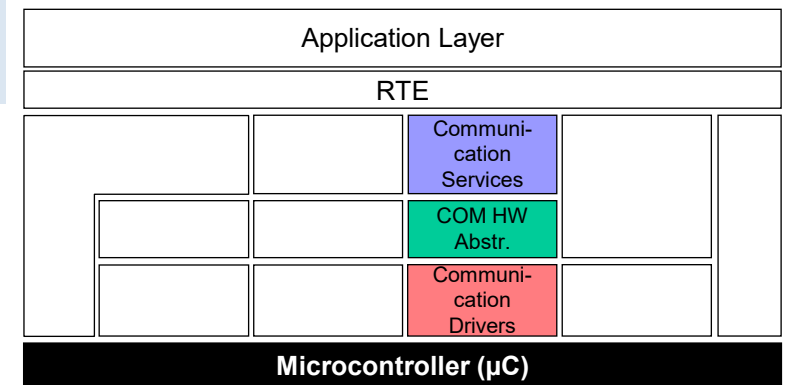 Application Layer
RTE
Communi-
cation
Services
COM HW
Abstr.
Communi-
cation
Drivers
Microcontroller (µC)